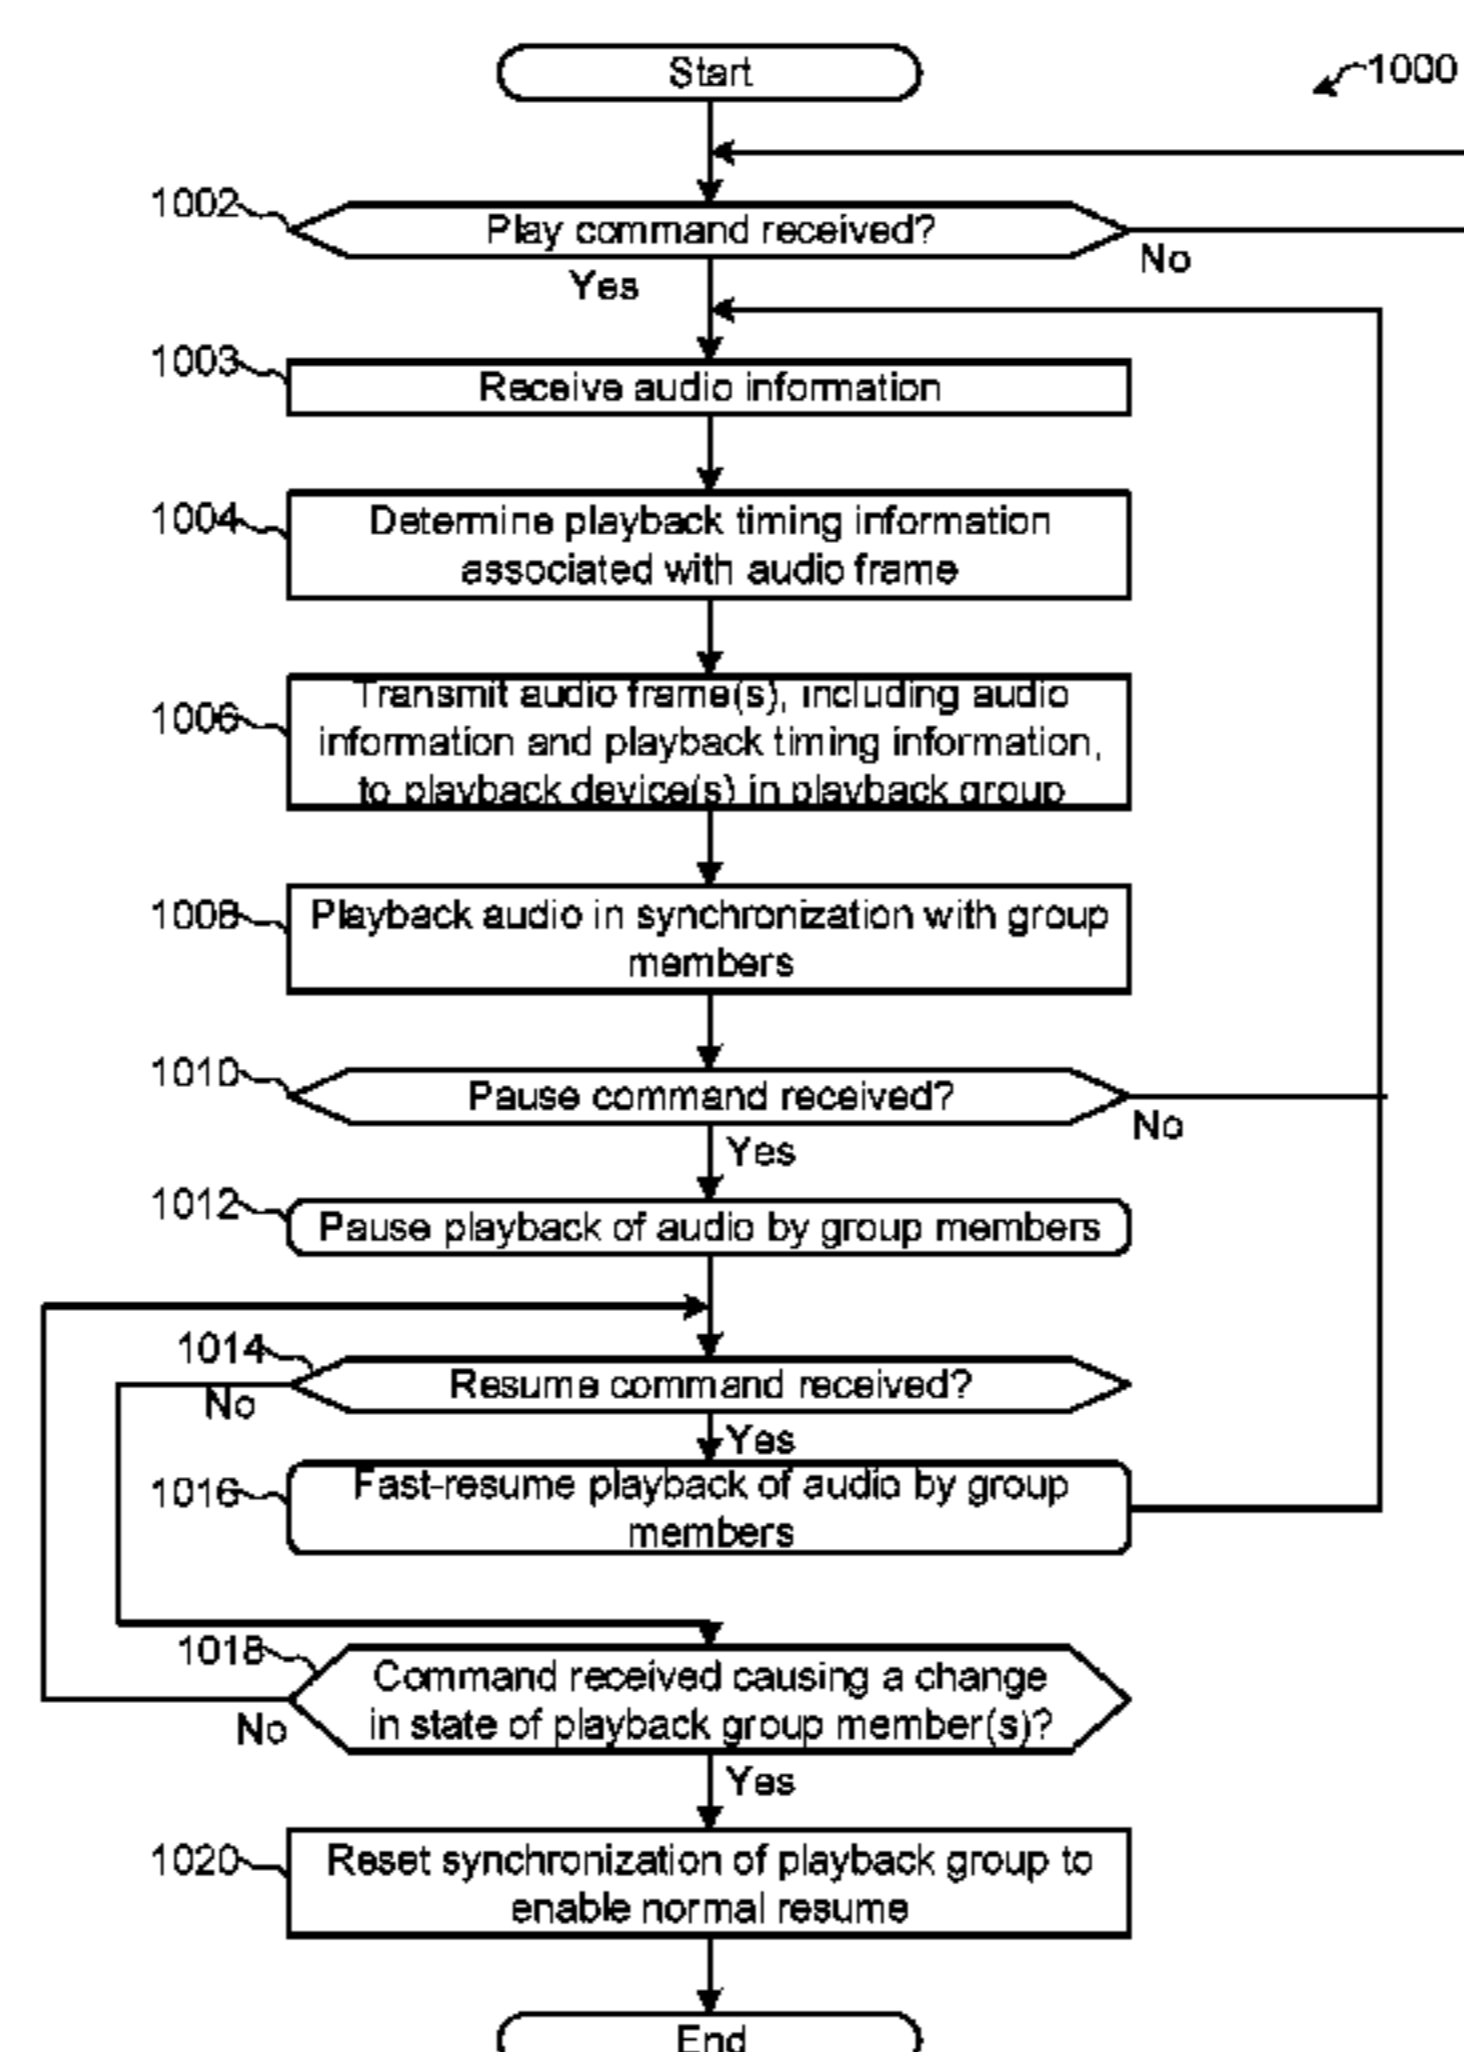 Start
1000
1002
Play command received?
No
Yes
1003
Receive audio information
1004
Determine playback timing information
associated with audio frame
1006
Transmit audio frame(s), including audio
information and playback timing information,
to playback device(s) in playback group
1008
Playback audio in synchronization with group
members
1010
Pause command received?
No
Yes
1012
Pause playback of audio by group members
1014
Resume command received?
No
Yes
1016
Fast-resume playback of audio by group
members
1018
Command received causing a change
in state of playback group member(s)?
No
Yes
1020
Reset synchronization of playback group to
enable normal resume
End